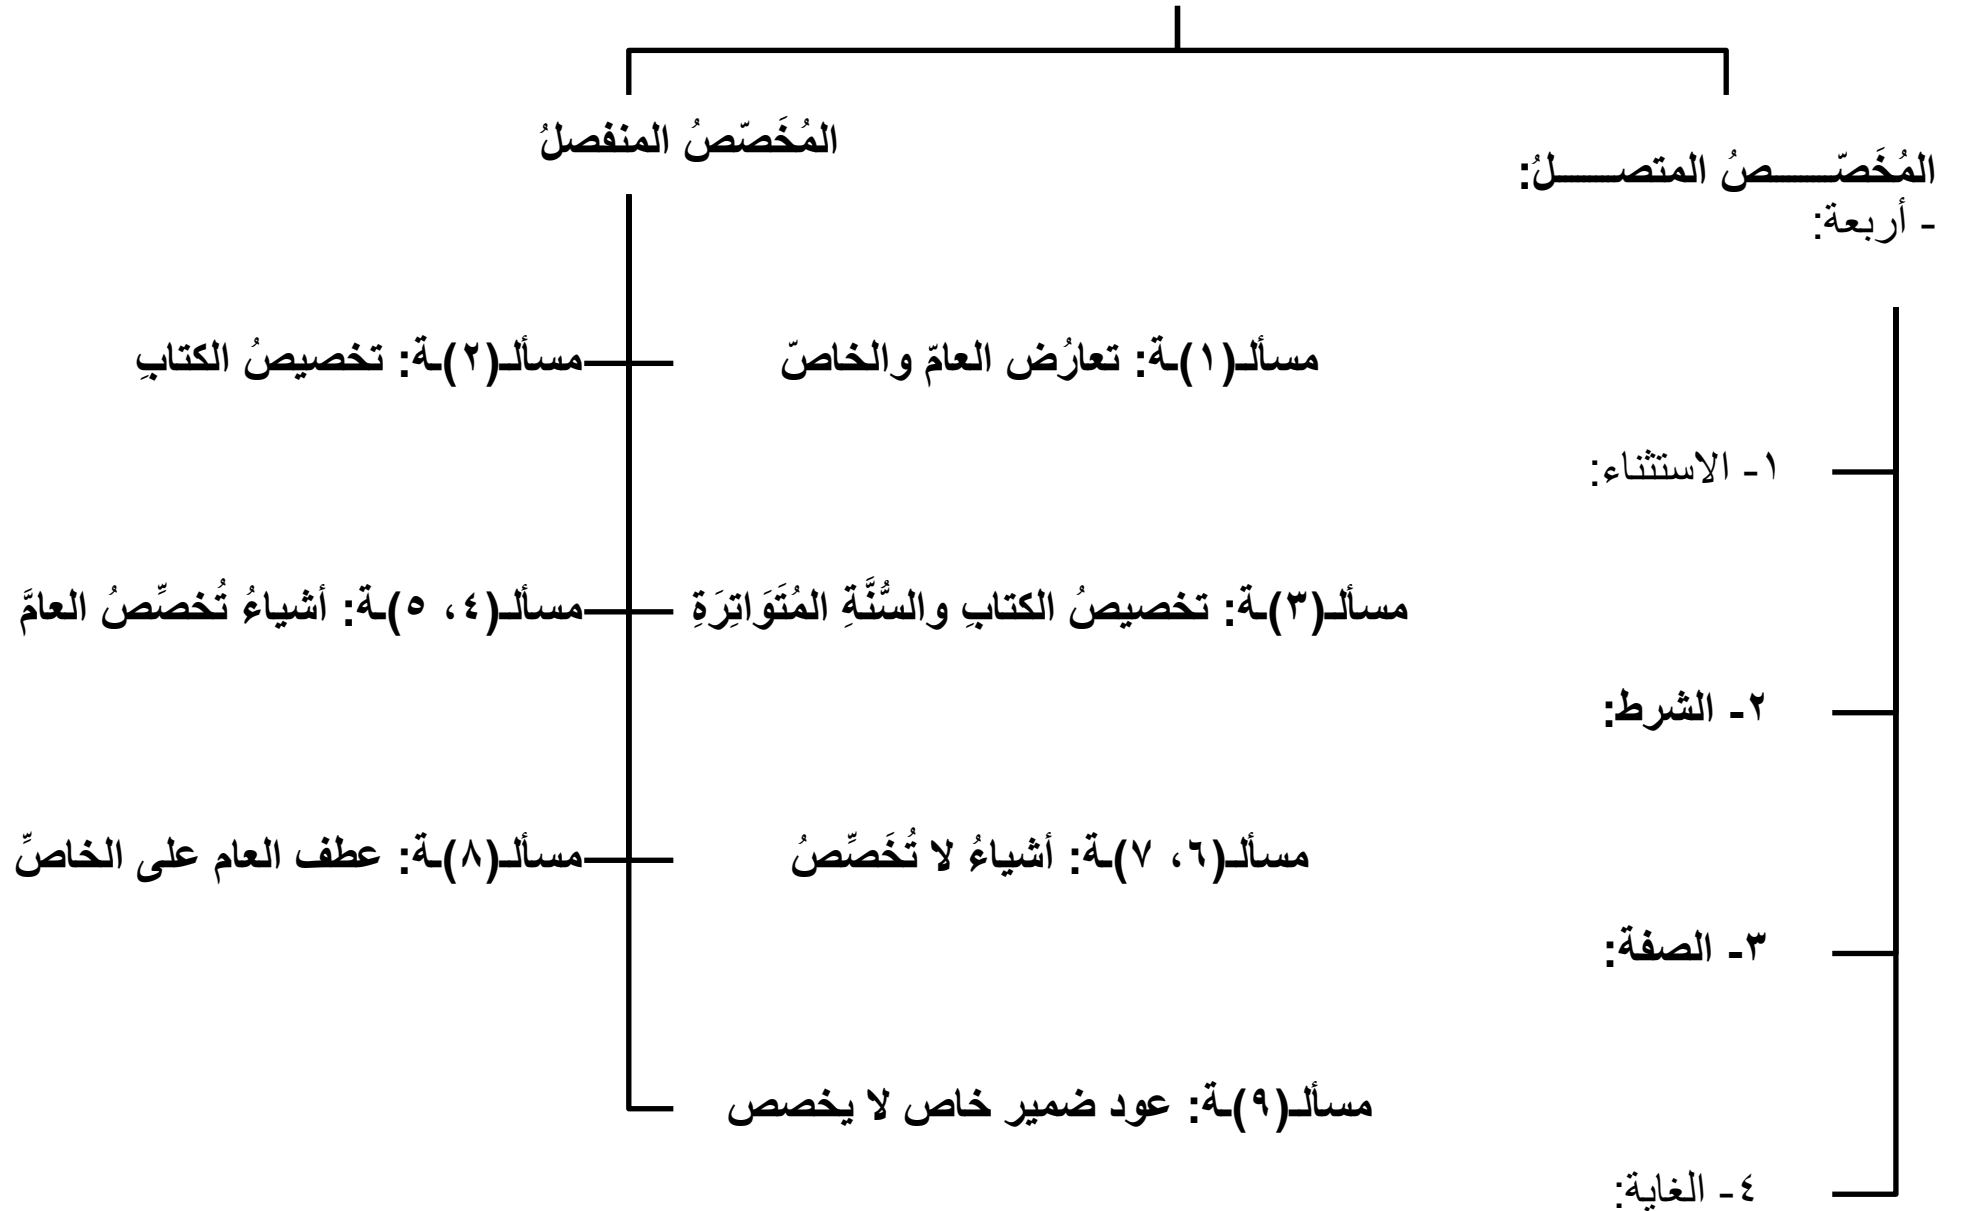 المُخَصّصُ المتصلُ:
- أربعة:
١- الاستثناء:
٢- الشرط:
٣- الصفة:
٤- الغاية:
المُخَصّصُ المنفصلُ
مسألـ(١)ـة: تعارُض العامّ والخاصّ
مسألـ(٢)ـة: تخصيصُ الكتابِ
مسألـ(٣)ـة: تخصيصُ الكتابِ والسُّنَّةِ المُتَوَاتِرَةِ
مسألـ(٤، ٥)ـة: أشياءُ تُخصِّصُ العامَّ
مسألـ(٦، ٧)ـة: أشياءُ لا تُخَصِّصُ
مسألـ(٨)ـة: عطف العام على الخاصِّ
مسألـ(٩)ـة: عود ضمير خاص لا يخصص